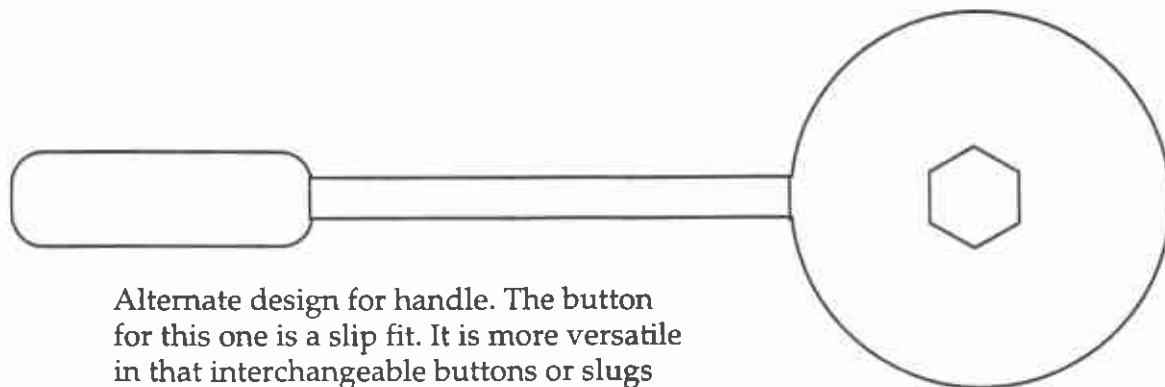 Alternate design for handle. The button
for this one is a slip fit. It is more versatile
in that interchangeable buttons or slugs